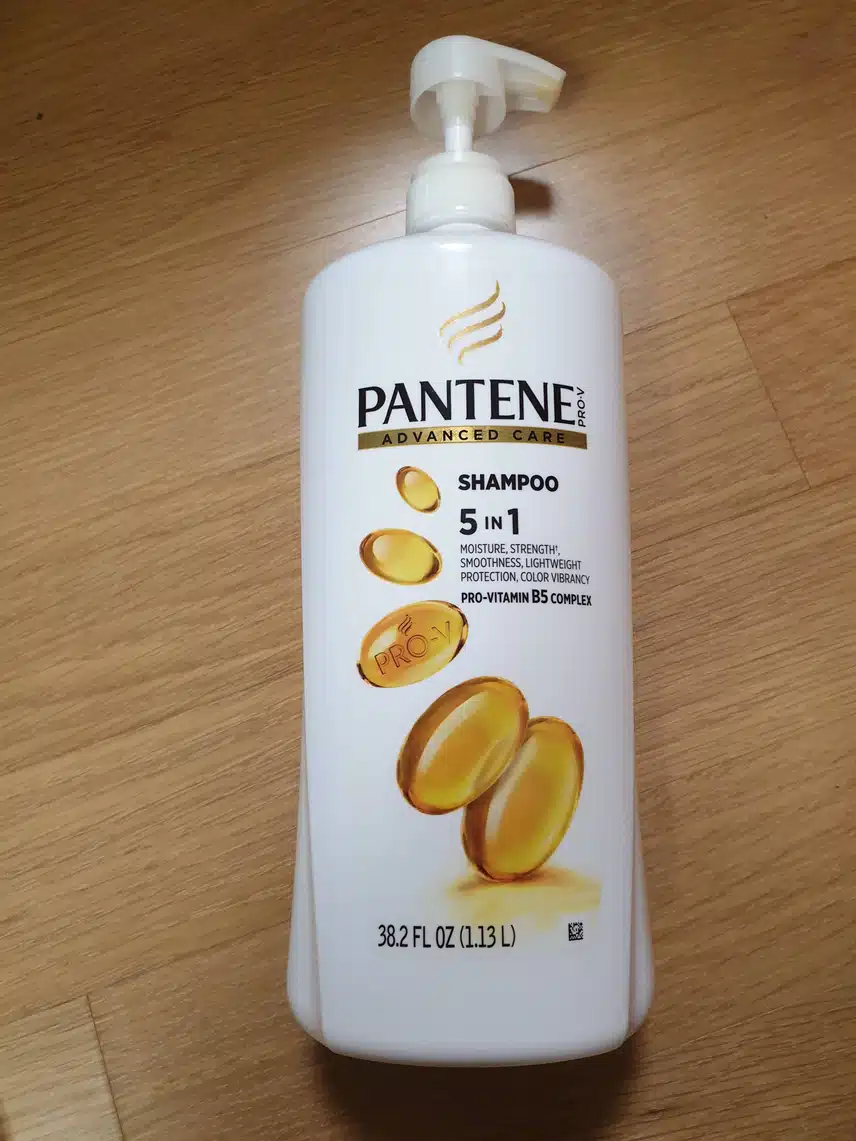 PANTENE PRO-V
ADVANCED CARE
SHAMPOO
5 IN 1
MOISTURE, STRENGTH†,
SMOOTHNESS, LIGHTWEIGHT
PROTECTION, COLOR VIBRANCY
PRO-VITAMIN B5 COMPLEX
PRO-V
38.2 FL OZ (1.13 L)